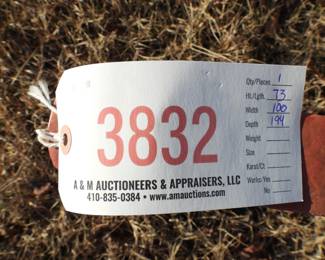 3832
A & M AUCTIONEERS & APPRAISERS, LLC
410-835-0384 • www.amauctions.com
Qty/Pieces 1
Ht./Lgth. 73
Width 100
Depth 194
Weight
Size
Karat/Ct
Works: Yes
No